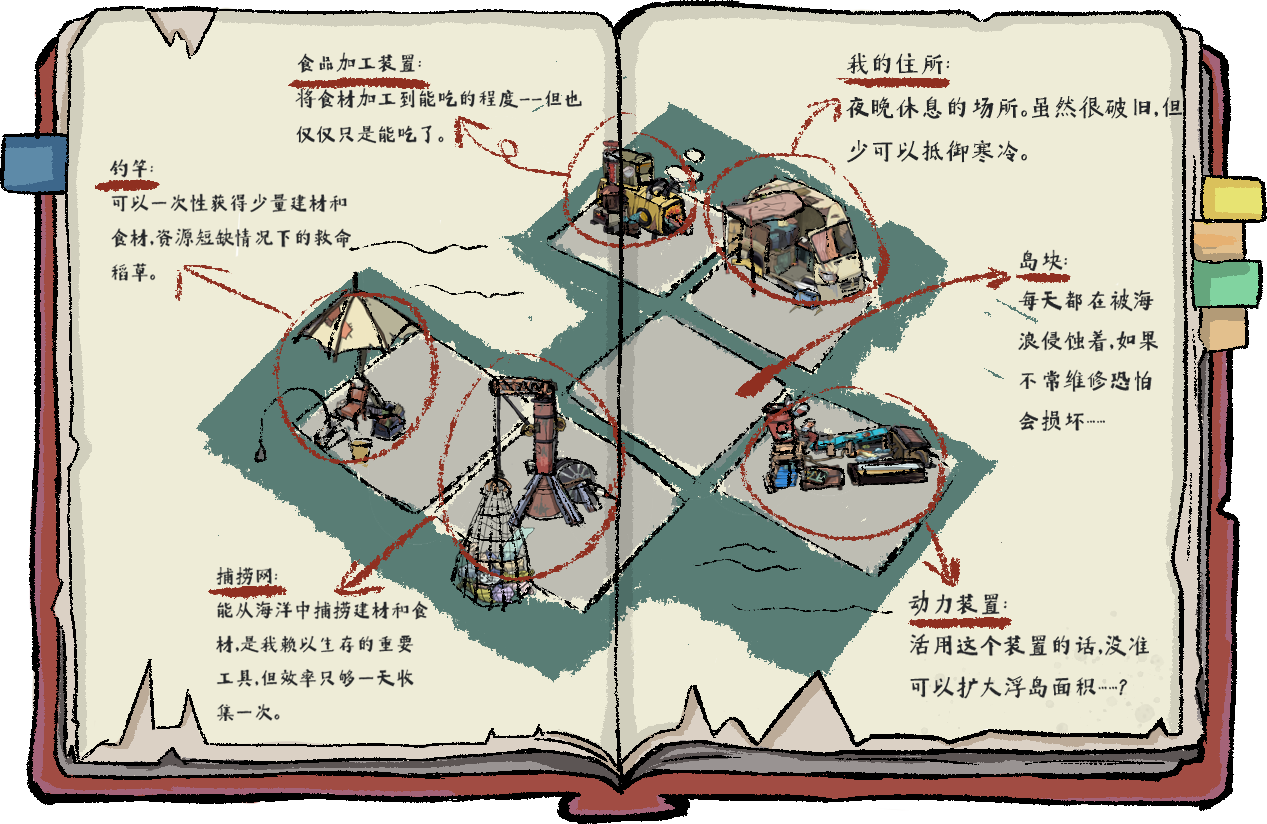 食品加工装置:
将食材加工到能吃的程度——但也
仅仅只是能吃了。
钓竿:
可以一次性获得少量建材和
食材,资源短缺情况下的救命
稻草。
捕捞网:
能从海洋中捕捞建材和食
材,是我赖以生存的重要
工具,但效率只够一天收
集一次。
我的住所:
夜晚休息的场所。虽然很破旧,但
少可以抵御寒冷。
岛块:
每天都在被海
浪侵蚀着,如果
不常维修恐怕
会损坏……
动力装置:
活用这个装置的话,没准
可以扩大浮岛面积……?